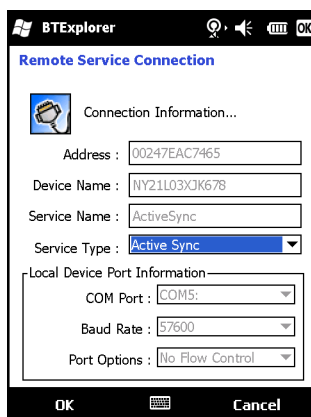 BTExplorer OK
Remote Service Connection
Connection Information...
Address : 00247EAC7465
Device Name : NY21L03XJK678
Service Name : ActiveSync
Service Type : Active Sync
Local Device Port Information
COM Port : COM5:
Baud Rate : 57600
Port Options : No Flow Control
OK Cancel